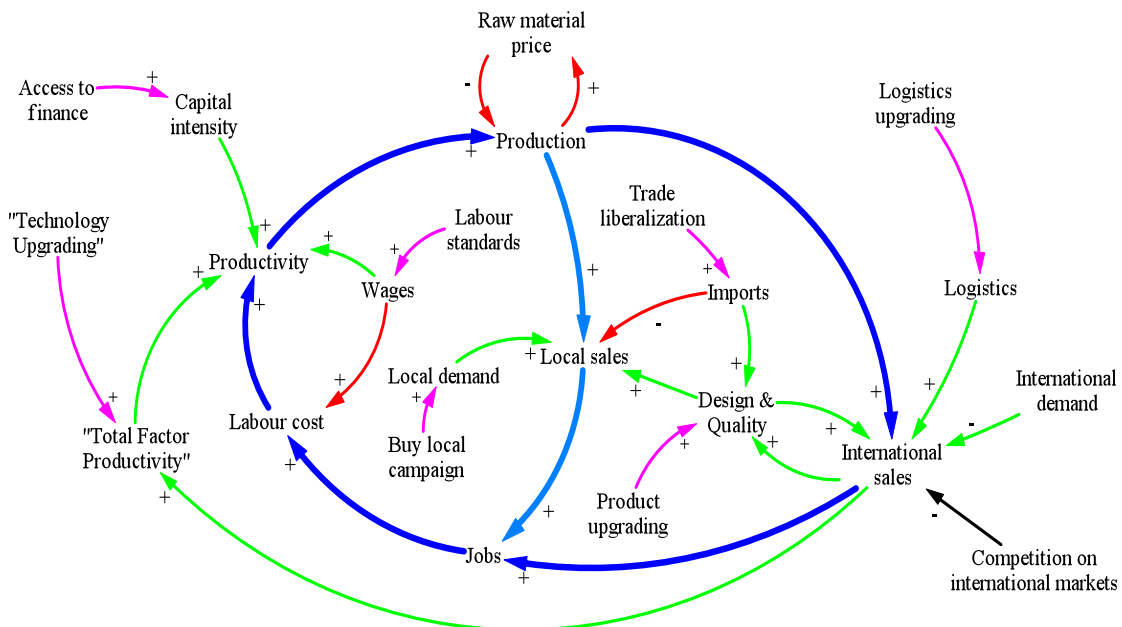 Raw material
price
-
+
Access to
finance
+
Capital
intensity
Logistics
upgrading
Production
+
"Technology
Upgrading"
Labour
standards
Trade
liberalization
+
+
+
+
Productivity
+
Wages
+
+
Imports
Logistics
+
-
+
Local sales
+
Local demand
+
+
+
+
+
International
demand
-
+
Labour cost
Design &
Quality
+
+
"Total Factor
Productivity"
Buy local
campaign
+
+
International
sales
+
Product
upgrading
+
+
-
Jobs
+
Competition on
international markets